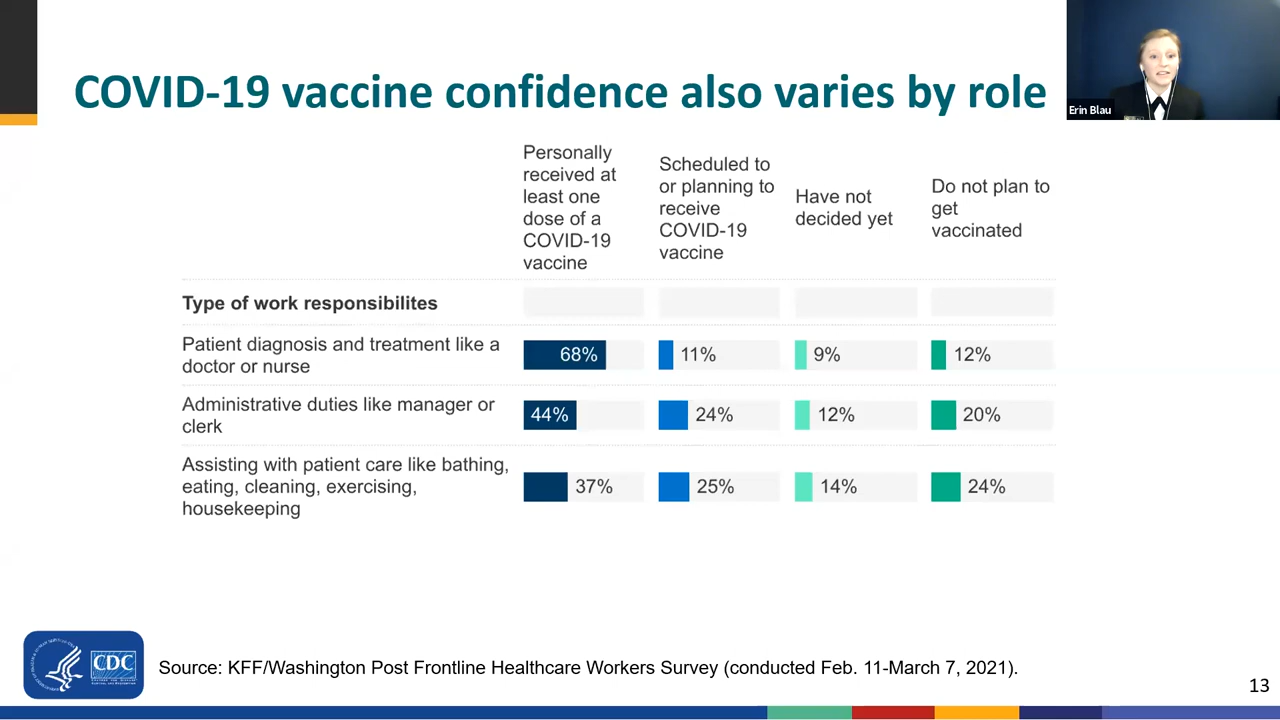 COVID-19 vaccine confidence also varies by role
Erin Blau
Personally
received at
least one
dose of a
COVID-19
vaccine
Scheduled to
or planning to
receive
COVID-19
vaccine
Have not
decided yet
Do not plan to
get
vaccinated
Type of work responsibilites
Patient diagnosis and treatment like a
doctor or nurse
68%
11%
9%
12%
Administrative duties like manager or
clerk
44%
24%
12%
20%
Assisting with patient care like bathing,
eating, cleaning, exercising,
housekeeping
37%
25%
14%
24%
CDC
Source: KFF/Washington Post Frontline Healthcare Workers Survey (conducted Feb. 11-March 7, 2021).
13